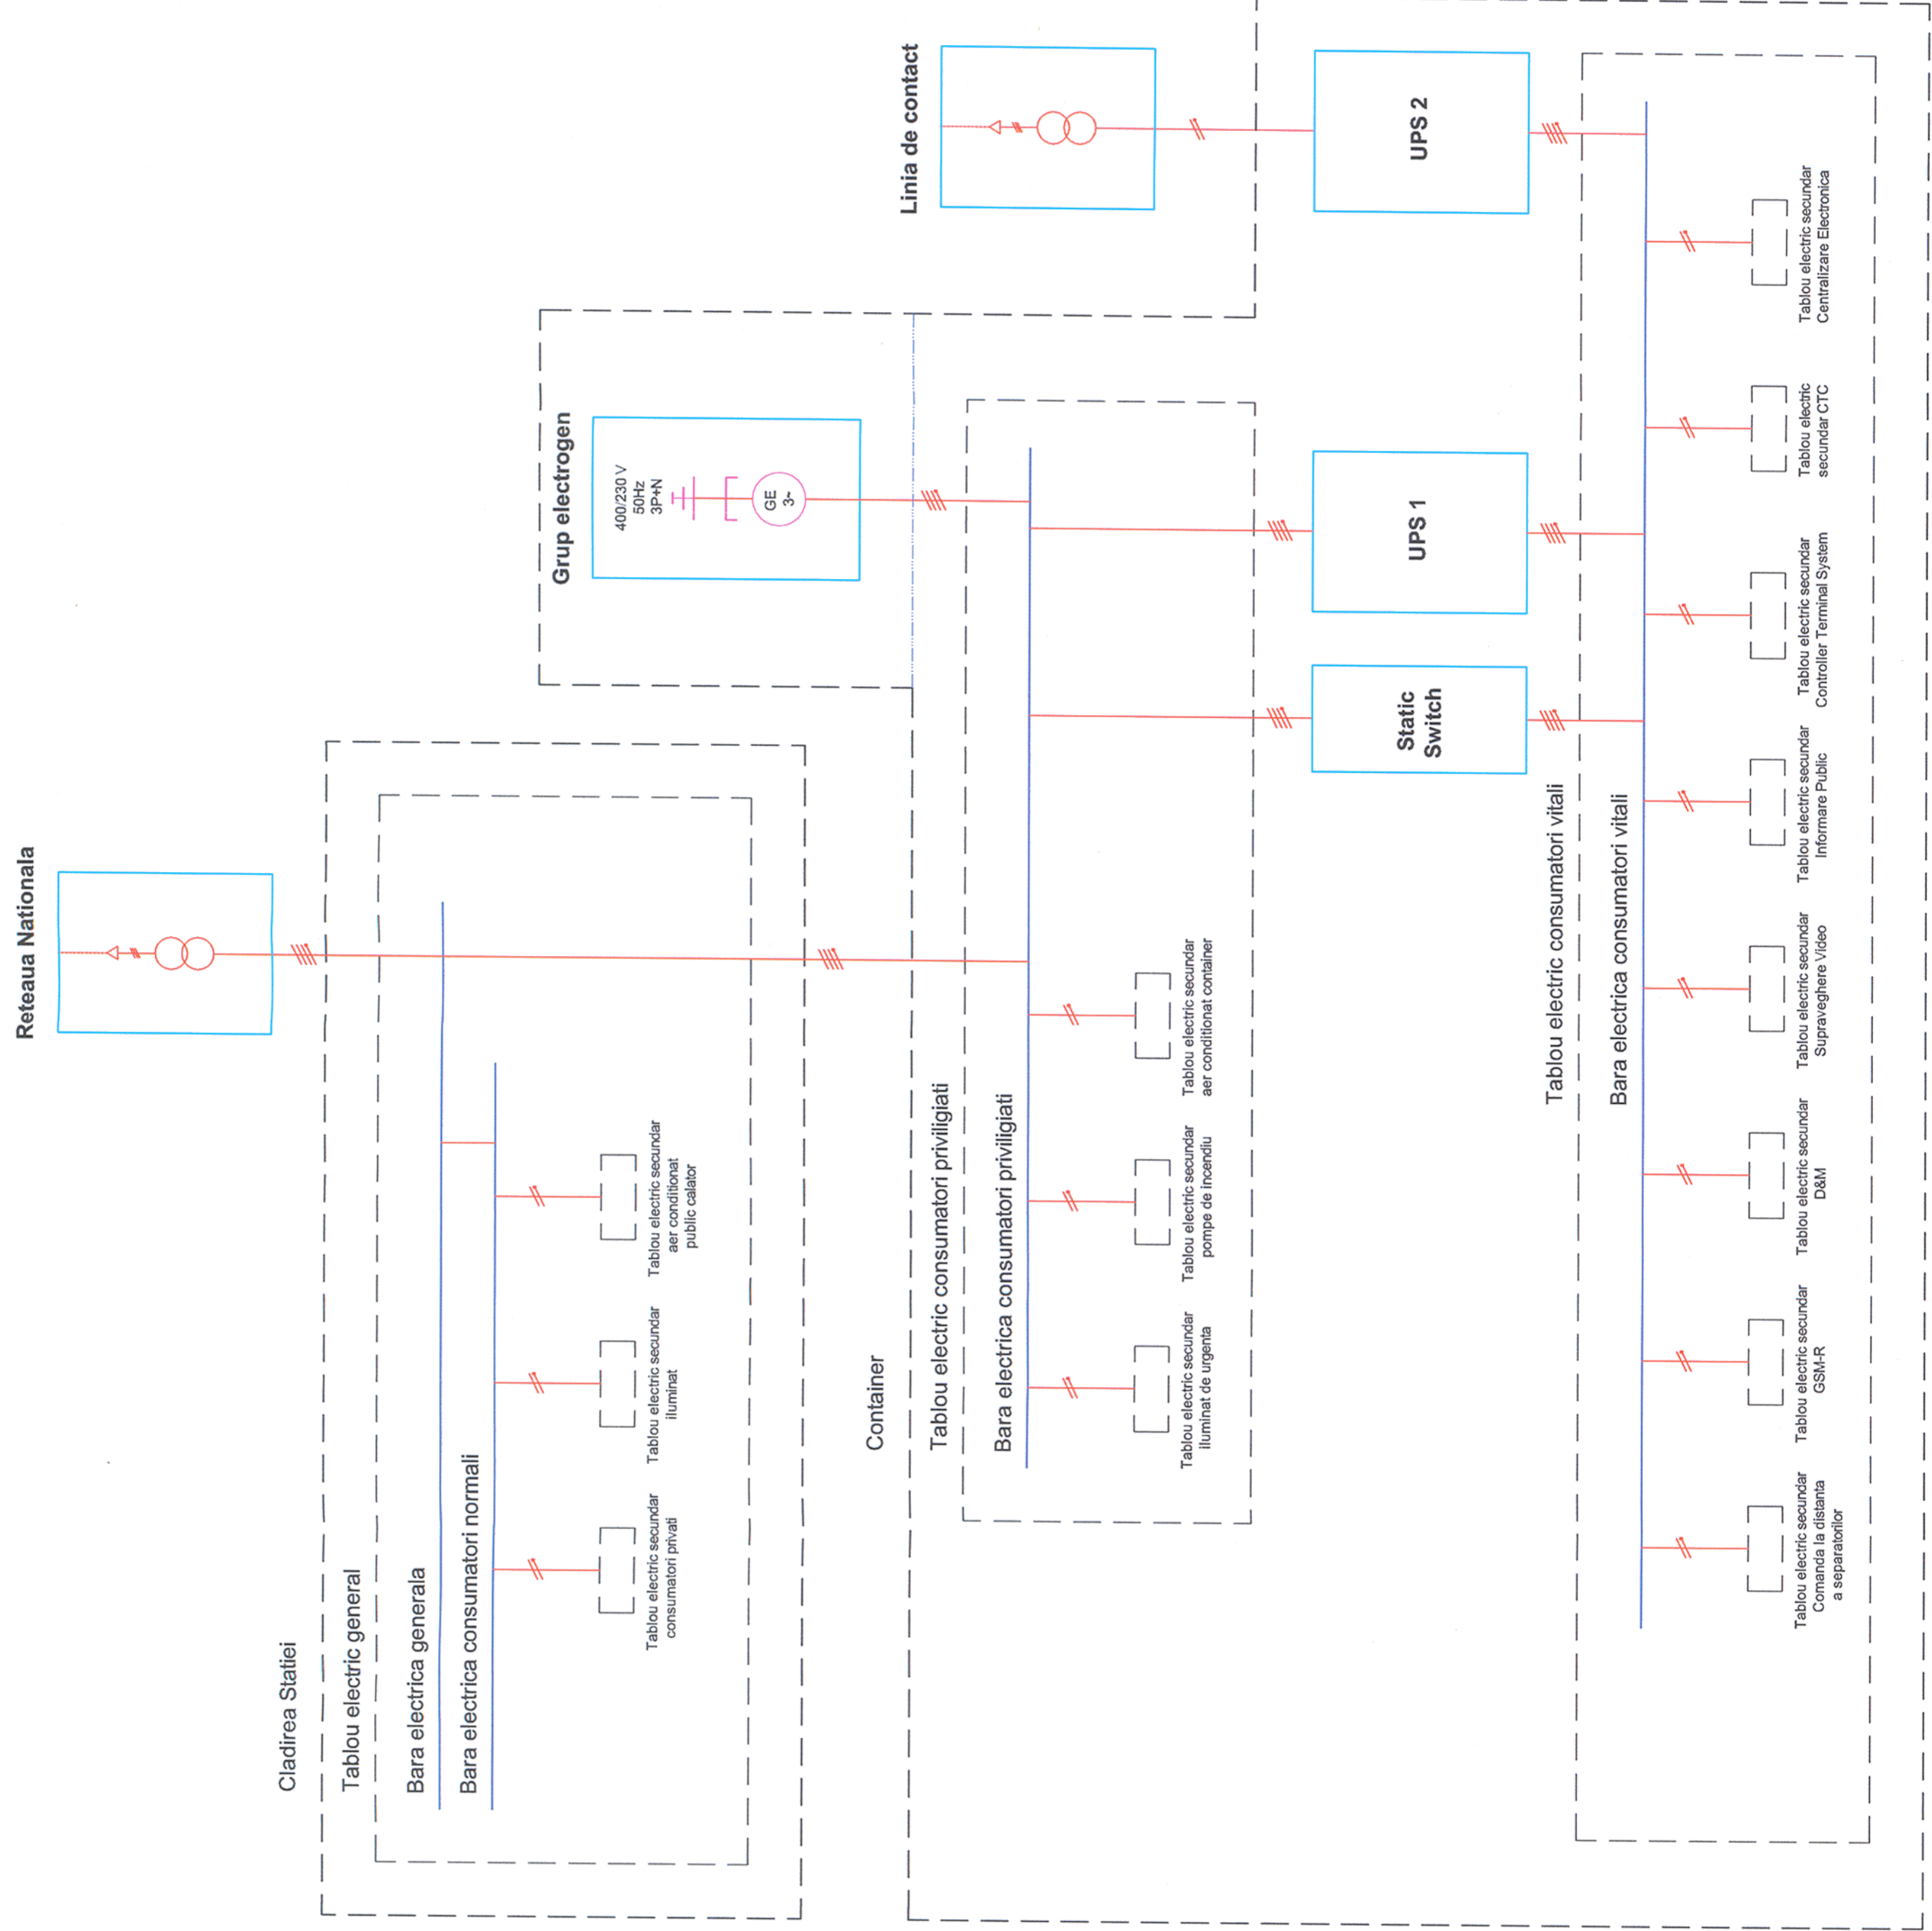 Reteaua Nationala
Cladirea Statiei
Tablou electric general
Bara electrica generala
Bara electrica consumatori normali
Tablou electric secundar
consumatori privati
Tablou electric secundar
iluminat
Tablou electric secundar
aer conditionat
public calator
Grup electrogen
400/230 V
50Hz
3P+N
GE
3~
Linia de contact
Container
Tablou electric consumatori priviligiati
Bara electrica consumatori priviligiati
Tablou electric secundar
iluminat de urgenta
Tablou electric secundar
pompe de incendiu
Tablou electric secundar
aer conditionat container
Static
Switch
UPS 1
UPS 2
Tablou electric consumatori vitali
Bara electrica consumatori vitali
Tablou electric secundar
Comanda la distanta
a separatorilor
Tablou electric secundar
GSM-R
Tablou electric secundar
D&M
Tablou electric secundar
Supraveghere Video
Tablou electric secundar
Informare Public
Tablou electric secundar
Controller Terminal System
Tablou electric
secundar CTC
Tablou electric secundar
Centralizare Electronica